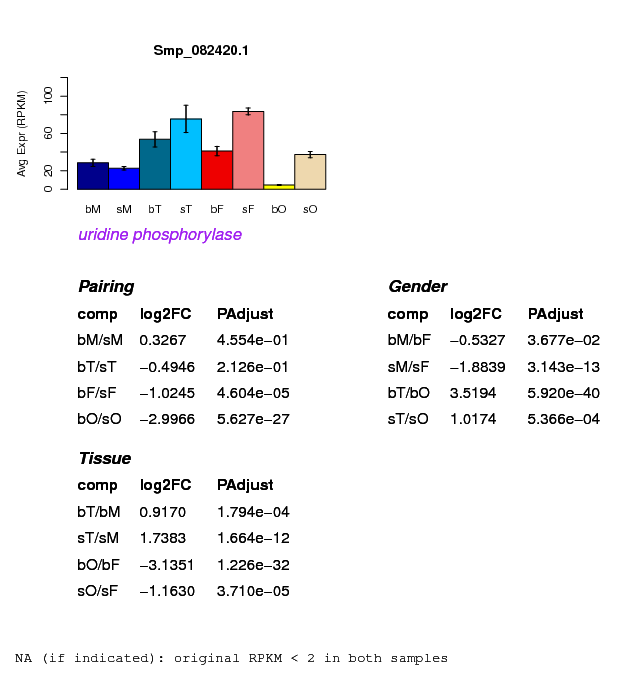 Smp_082420.1
Avg Expr (RPKM)
0 20 60 100
bM sM bT sT bF sF bO sO
uridine phosphorylase
Pairing
comp log2FC PAdjust
bM/sM 0.3267 4.554e−01
bT/sT −0.4946 2.126e−01
bF/sF −1.0245 4.604e−05
bO/sO −2.9966 5.627e−27
Gender
comp log2FC PAdjust
bM/bF −0.5327 3.677e−02
sM/sF −1.8839 3.143e−13
bT/bO 3.5194 5.920e−40
sT/sO 1.0174 5.366e−04
Tissue
comp log2FC PAdjust
bT/bM 0.9170 1.794e−04
sT/sM 1.7383 1.664e−12
bO/bF −3.1351 1.226e−32
sO/sF −1.1630 3.710e−05
NA (if indicated): original RPKM < 2 in both samples